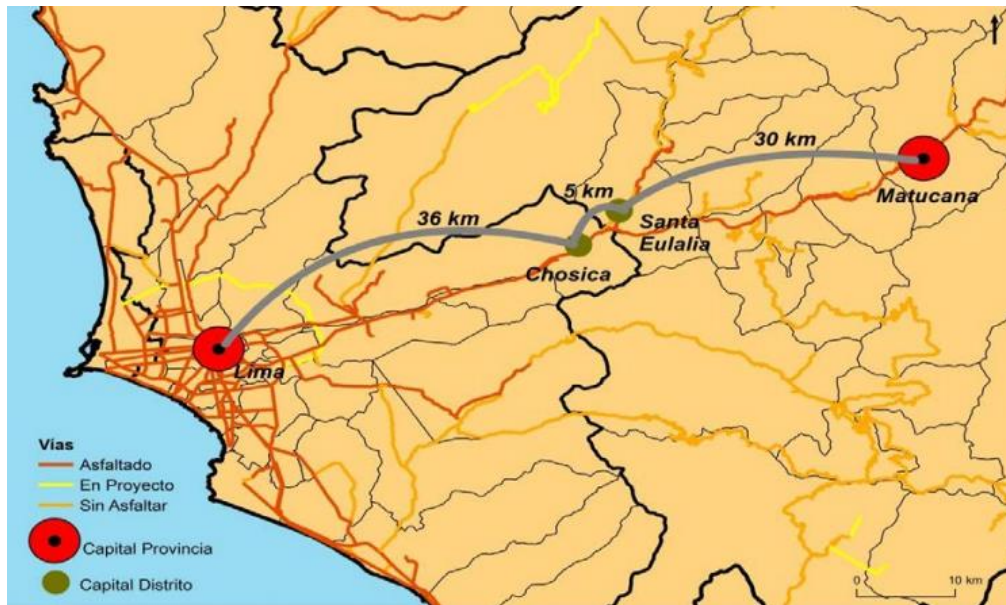 30 km
Matucana
5 km
Santa
Eulalia
36 km
Chosica
Lima
Vías
Asfaltado
En Proyecto
Sin Asfaltar
Capital Provincia
Capital Distrito
0 10 km